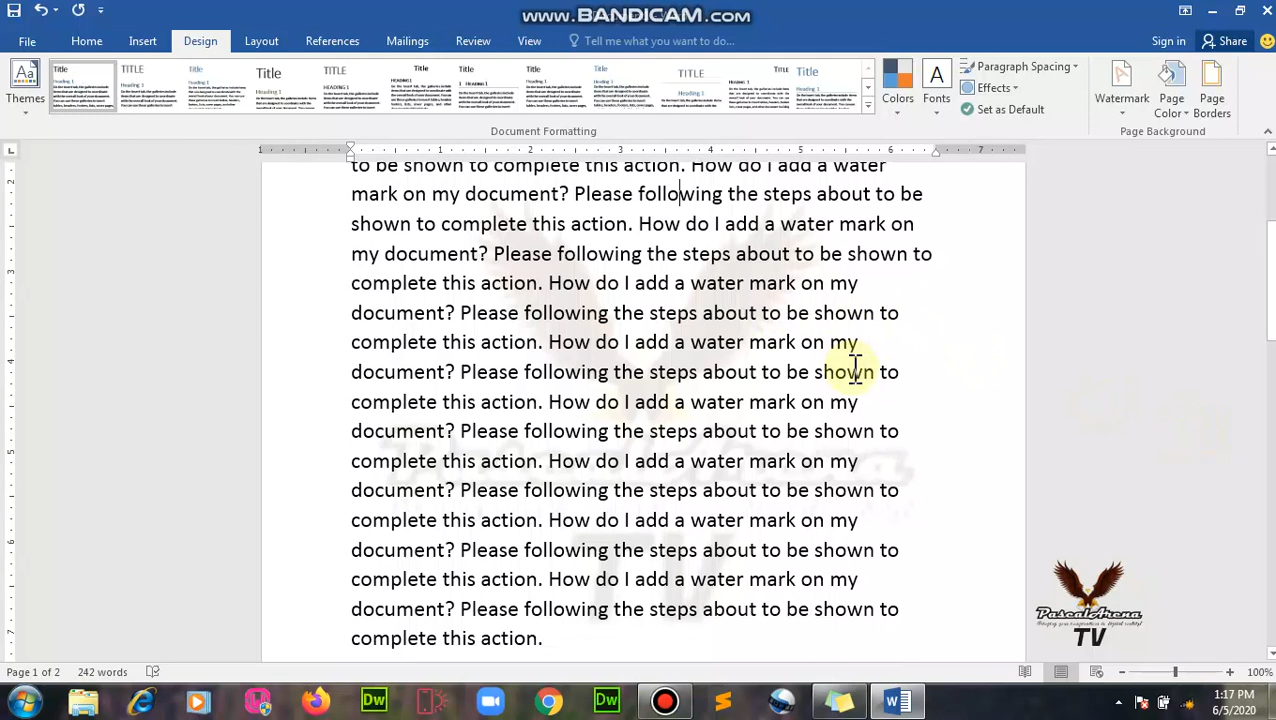 www.BANDICAM.com
File Home Insert Design Layout References Mailings Review View Tell me what you want to do... Sign in Share
Themes
Title
Title
Title
Title
TITLE
TITLE
Title
Title
Title
Title
TITLE
Title
Colors
Fonts
Paragraph Spacing
Effects
Set as Default
Watermark
Page Color
Page Borders
Document Formatting
Page Background
1 1 2 3 4 5 6 7
to be shown to complete this action. How do I add a water
mark on my document? Please following the steps about to be
shown to complete this action. How do I add a water mark on
my document? Please following the steps about to be shown to
complete this action. How do I add a water mark on my
document? Please following the steps about to be shown to
complete this action. How do I add a water mark on my
document? Please following the steps about to be shown to
complete this action. How do I add a water mark on my
document? Please following the steps about to be shown to
complete this action. How do I add a water mark on my
document? Please following the steps about to be shown to
complete this action. How do I add a water mark on my
document? Please following the steps about to be shown to
complete this action. How do I add a water mark on my
document? Please following the steps about to be shown to
complete this action.
PascalArena
TV
Page 1 of 2 242 words 100%
Dw Dw 1:17 PM
6/5/2020